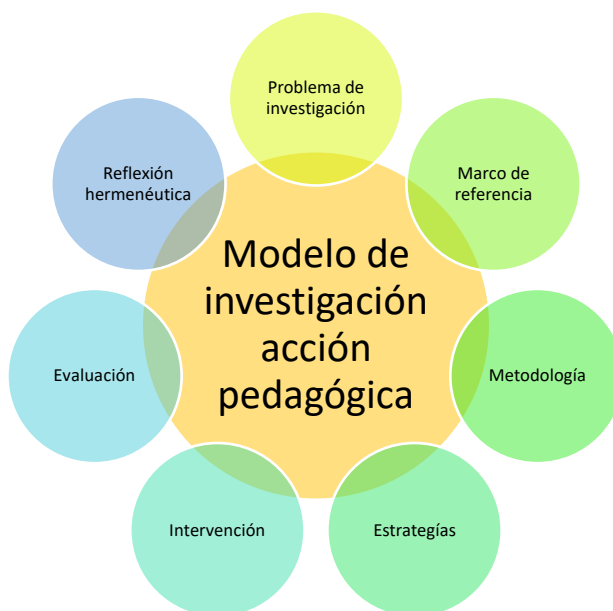 Problema de
investigación
Marco de
referencia
Metodología
Estrategías
Intervención
Evaluación
Reflexión
hermenéutica
Modelo de
investigación
acción
pedagógica